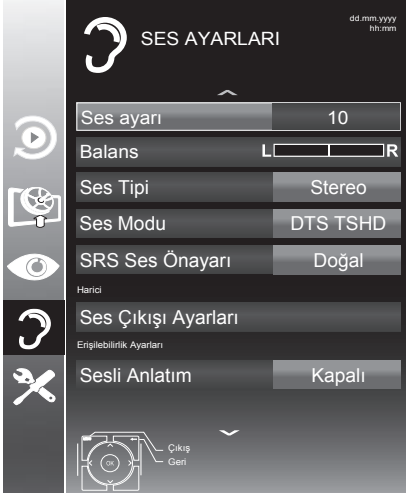 SES AYARLARI
dd.mm.yyyy
hh:mm
Ses ayarı 10
Balans L R
Ses Tipi Stereo
Ses Modu DTS TSHD
SRS Ses Önayarı Doğal
Harici
Ses Çıkışı Ayarları
Erişilebilirlik Ayarları
Sesli Anlatım Kapalı
Çıkış
OK
Geri